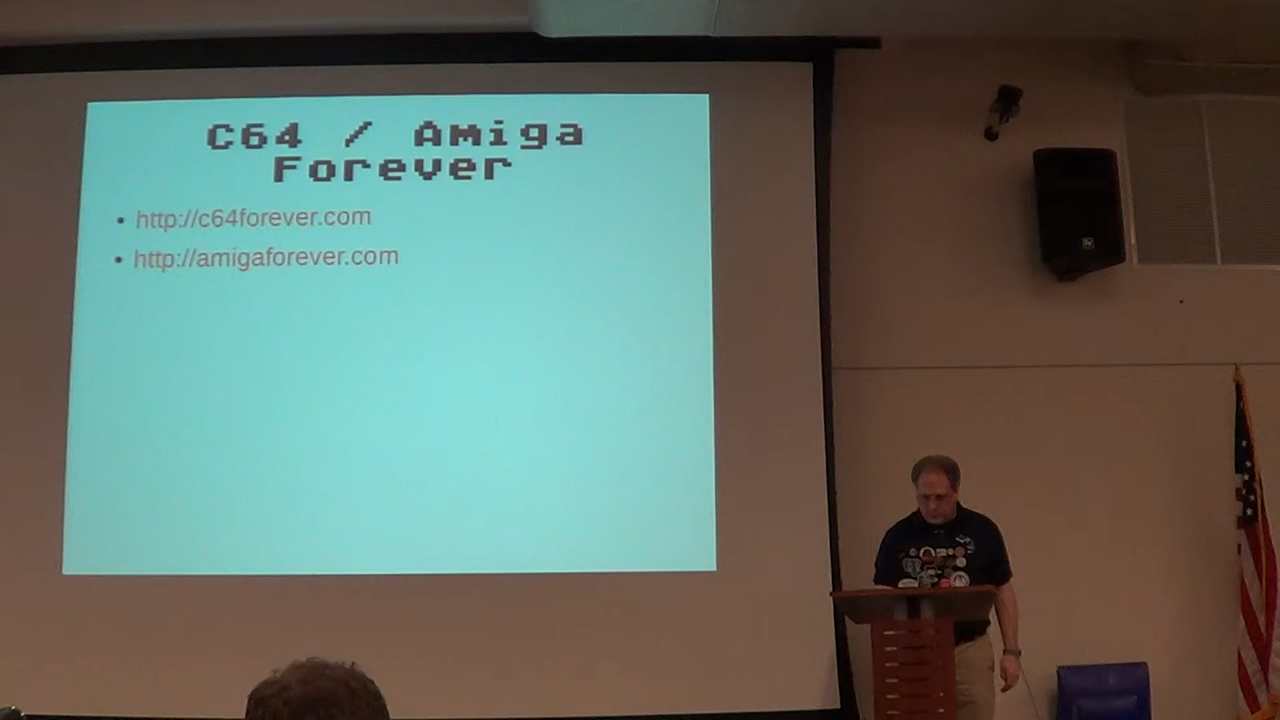 C64 / Amiga
Forever
• http://c64forever.com
• http://amigaforever.com